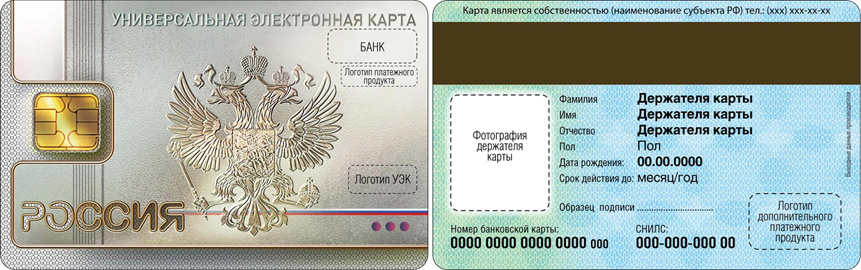 УНИВЕРСАЛЬНАЯ ЭЛЕКТРОННАЯ КАРТА
БАНК
Логотип платежного
продукта
Логотип УЭК
РОССИЯ
Карта является собственностью (наименование субъекта РФ) тел.: (xxx) xxx-xx-xx
Фотография
держателя
карты
Фамилия Держателя карты
Имя Держателя карты
Отчество Держателя карты
Пол Пол
Дата рождения: 00.00.0000
Срок действия до: месяц/год
Образец подписи
Логотип
дополнительного
платежного
продукта
Номер банковской карты: СНИЛС:
0000 0000 0000 0000 000 000-000-000 00
Выходные данные производителя